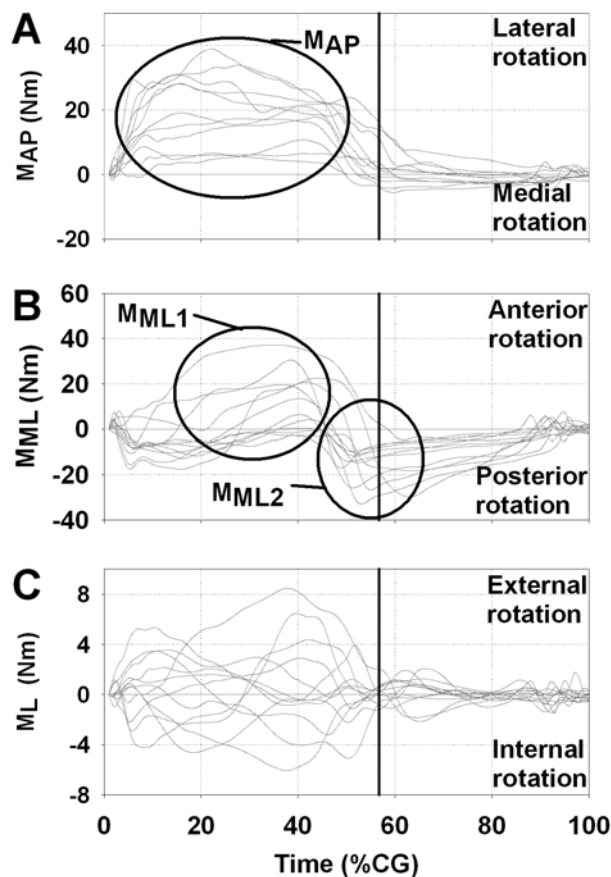 A
MAP (Nm)
40
20
0
-20
MAP
Lateral
rotation
Medial
rotation
B
MML (Nm)
60
40
20
0
-20
-40
MML1
MML2
Anterior
rotation
Posterior
rotation
C
ML (Nm)
8
4
0
-4
-8
External
rotation
Internal
rotation
0 20 40 60 80 100
Time (%CG)